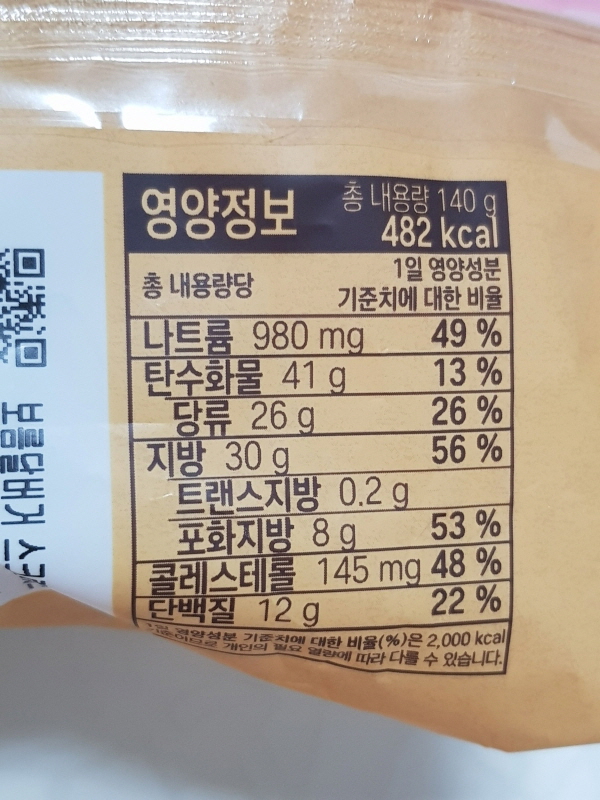 영양정보
총 내용량 140 g
482 kcal
총 내용량당
1일 영양성분
기준치에 대한 비율
나트륨 980 mg 49 %
탄수화물 41 g 13 %
당류 26 g 26 %
지방 30 g 56 %
트랜스지방 0.2 g
포화지방 8 g 53 %
콜레스테롤 145 mg 48 %
단백질 12 g 22 %
1일 영양성분 기준치에 대한 비율(%)은 2,000 kcal
기준이므로 개인의 필요 열량에 따라 다를 수 있습니다.